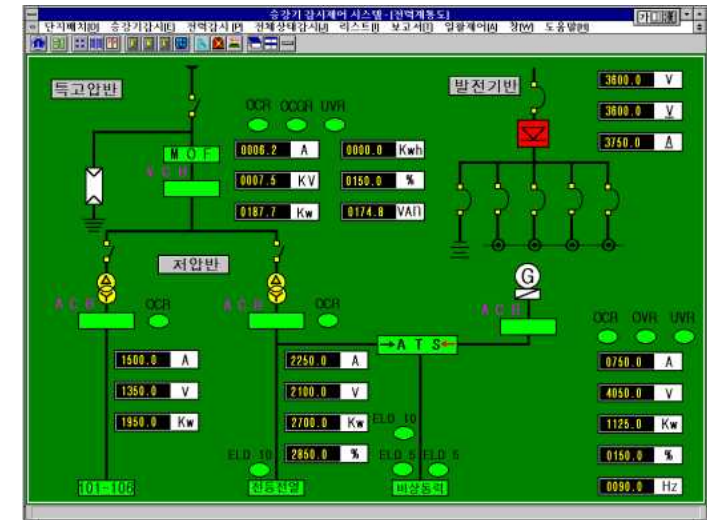 승강기 감시제어 시스템 - [전력계통도]
단지배치[D] 승강기감시[E] 전력감시[P] 전체상태감시[J] 리스트[I] 보고서[T] 일괄제어[A] 창[W] 도움말[H]
특고압반
발전기반
OCR OCGR UVR
3600.0 V
3600.0 V
3750.0 A
M O F
V C B
0006.2 A
0000.0 Kwh
0007.5 KV
0150.0 %
0187.7 Kw
0174.8 VAR
저압반
G
A C B
OCR
A C B
OCR
A C B
OCR OVR UVR
→A T S←
1500.0 A
2250.0 A
0750.0 A
1350.0 V
2100.0 V
4050.0 V
1950.0 Kw
2700.0 Kw
ELD 10
1125.0 Kw
ELD 10
2850.0 %
ELD 5 ELD 5
0150.0 %
101-106
전등전열
비상동력
0090.0 Hz